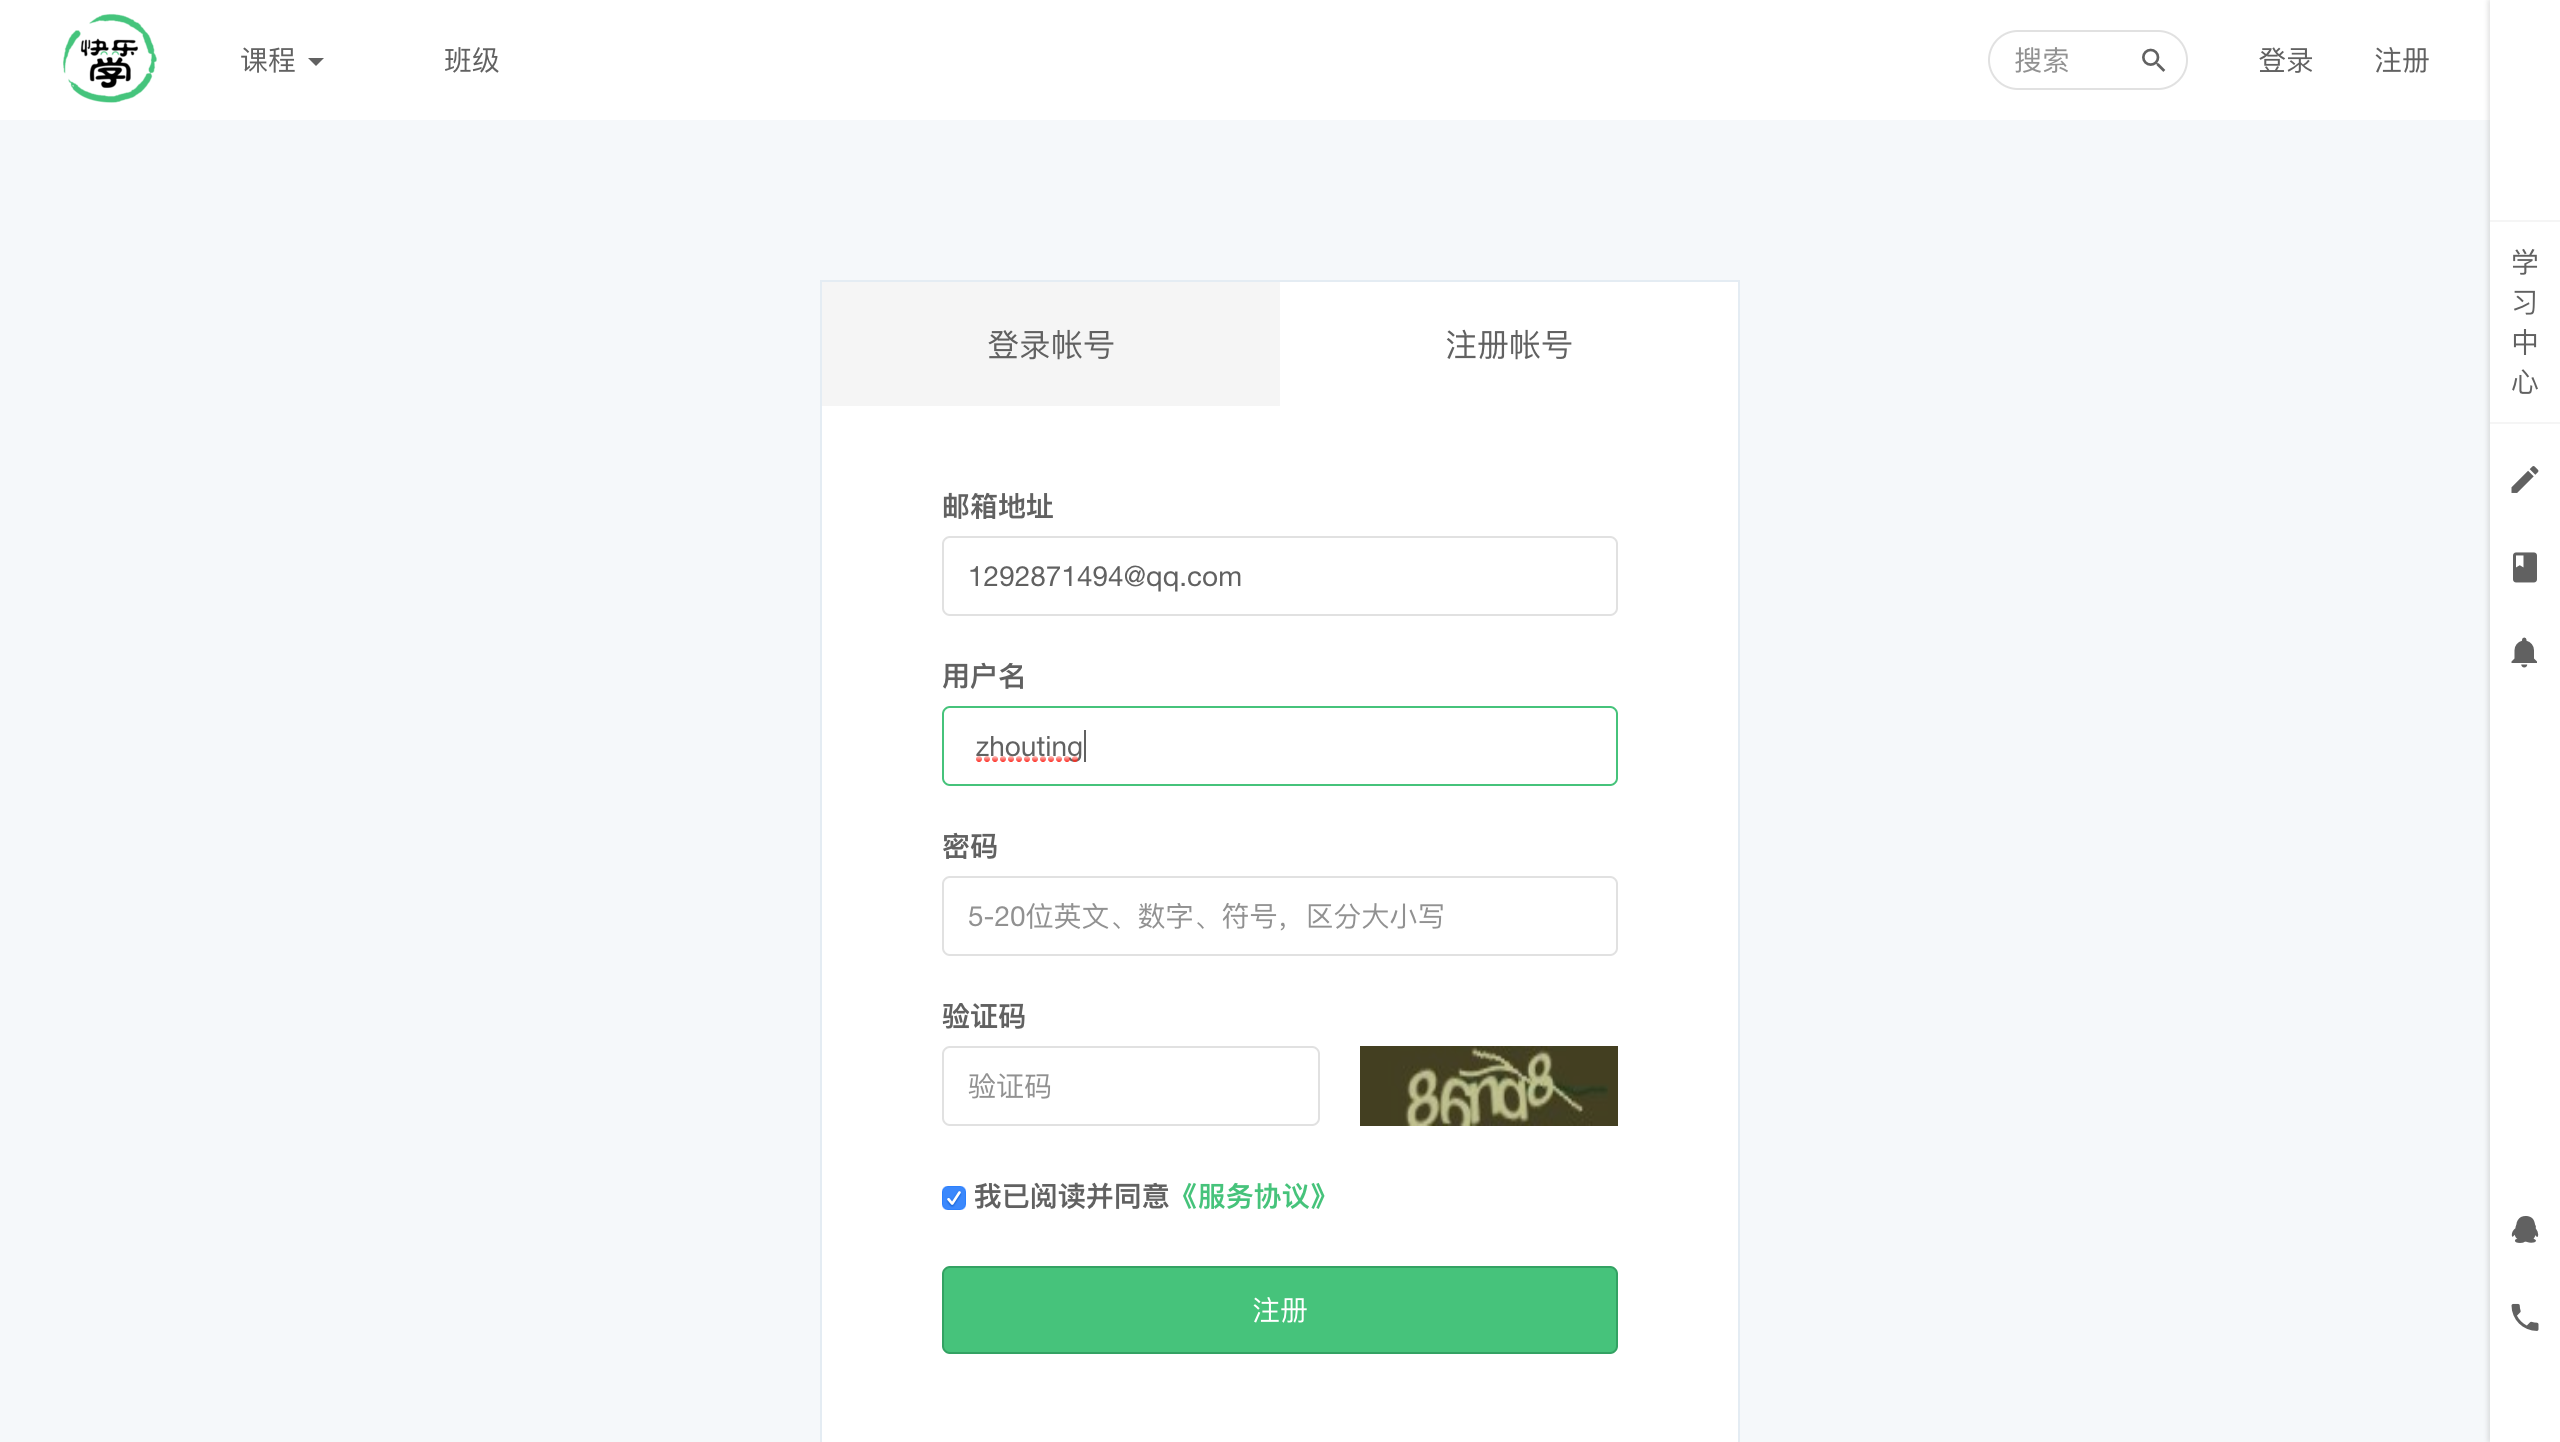 快乐
学
课程
班级
搜索
登录
注册
登录帐号
注册帐号
邮箱地址
1292871494@qq.com
用户名
zhouting
密码
5-20位英文、数字、符号，区分大小写
验证码
验证码
我已阅读并同意《服务协议》
注册
学
习
中
心